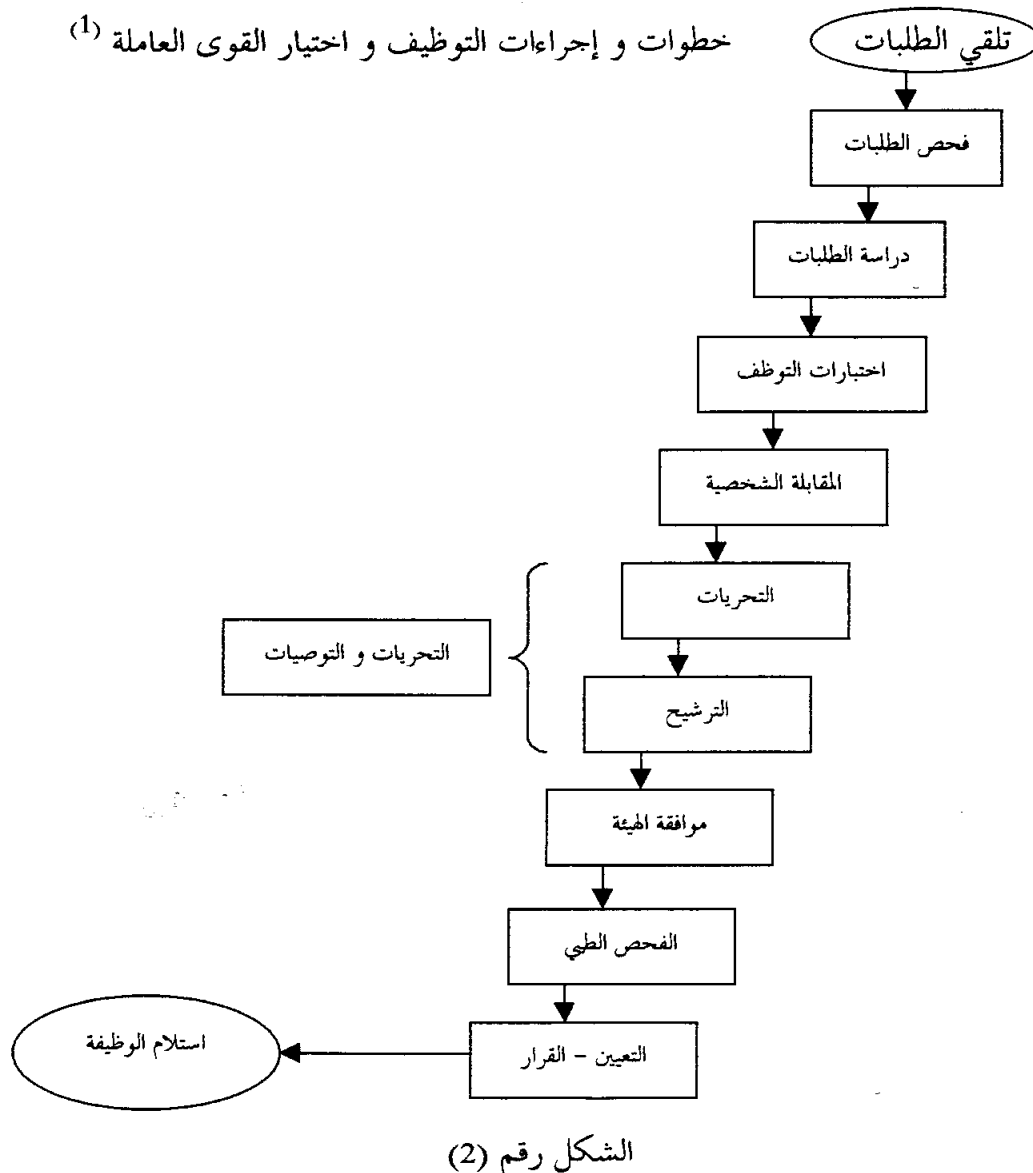 خطوات و إجراءات التوظيف و اختيار القوى العاملة (1)
تلقي الطلبات
فحص الطلبات
دراسة الطلبات
اختبارات التوظف
المقابلة الشخصية
التحريات
التحريات و التوصيات
الترشيح
موافقة الهيئة
الفحص الطبي
التعيين – القرار
استلام الوظيفة
الشكل رقم (2)